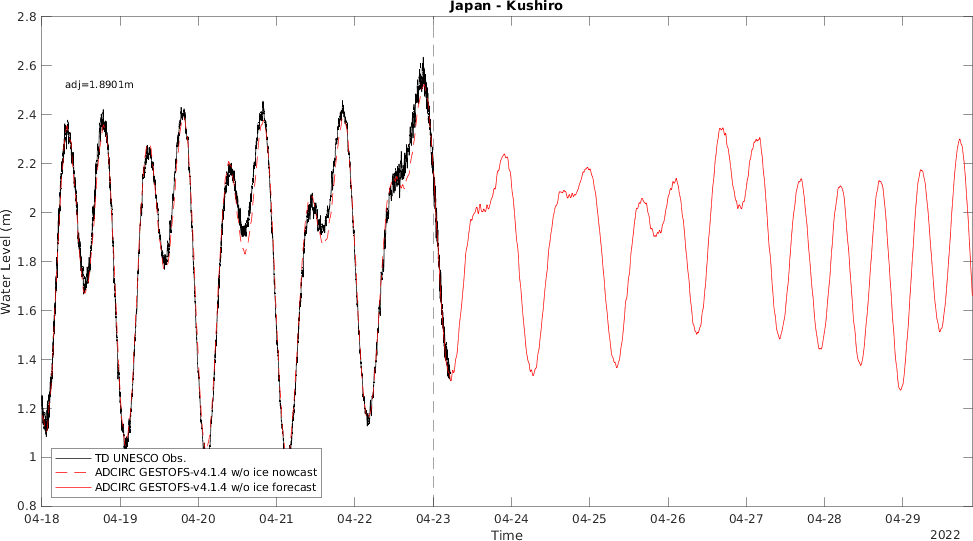 Japan - Kushiro
2.8
2.6
2.4
2.2
2
1.8
1.6
1.4
1.2
1
0.8
Water Level (m)
adj=1.8901m
TD UNESCO Obs.
ADCIRC GESTOFS-v4.1.4 w/o ice nowcast
ADCIRC GESTOFS-v4.1.4 w/o ice forecast
04-18 04-19 04-20 04-21 04-22 04-23 04-24 04-25 04-26 04-27 04-28 04-29
Time
2022